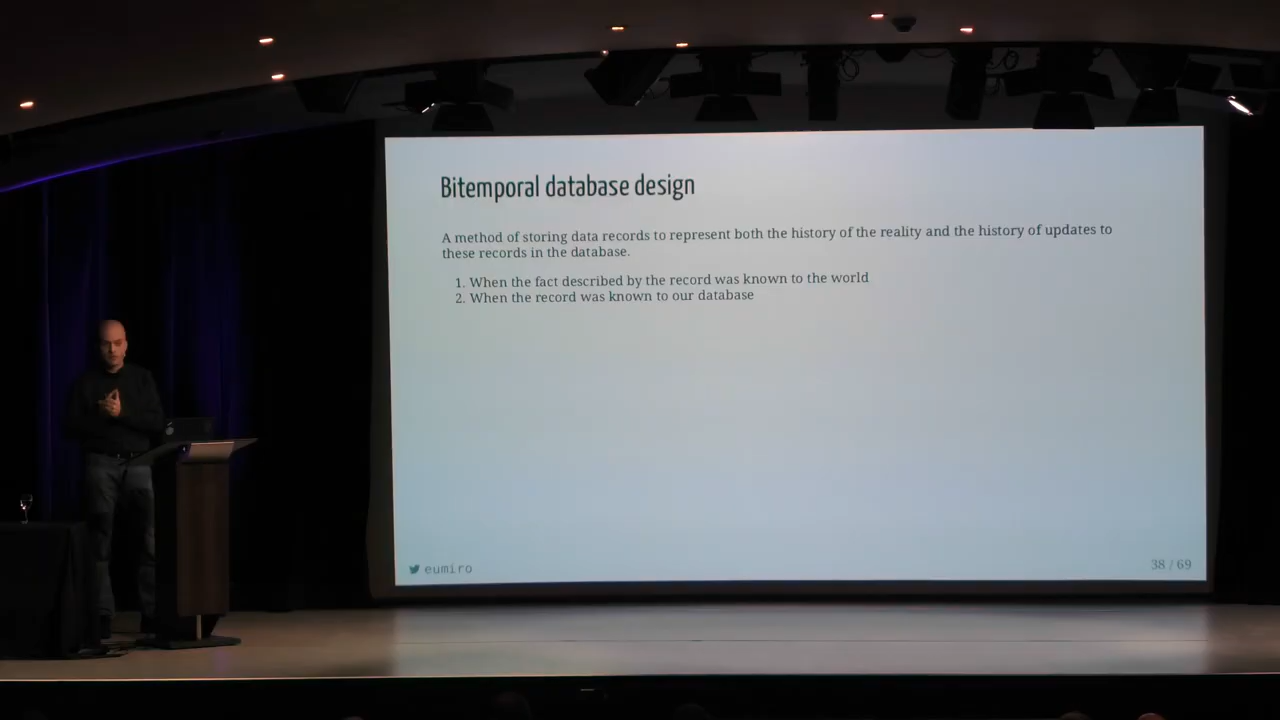 Bitemporal database design
A method of storing data records to represent both the history of the reality and the history of updates to
these records in the database.
1. When the fact described by the record was known to the world
2. When the record was known to our database
eumiro
38 / 69